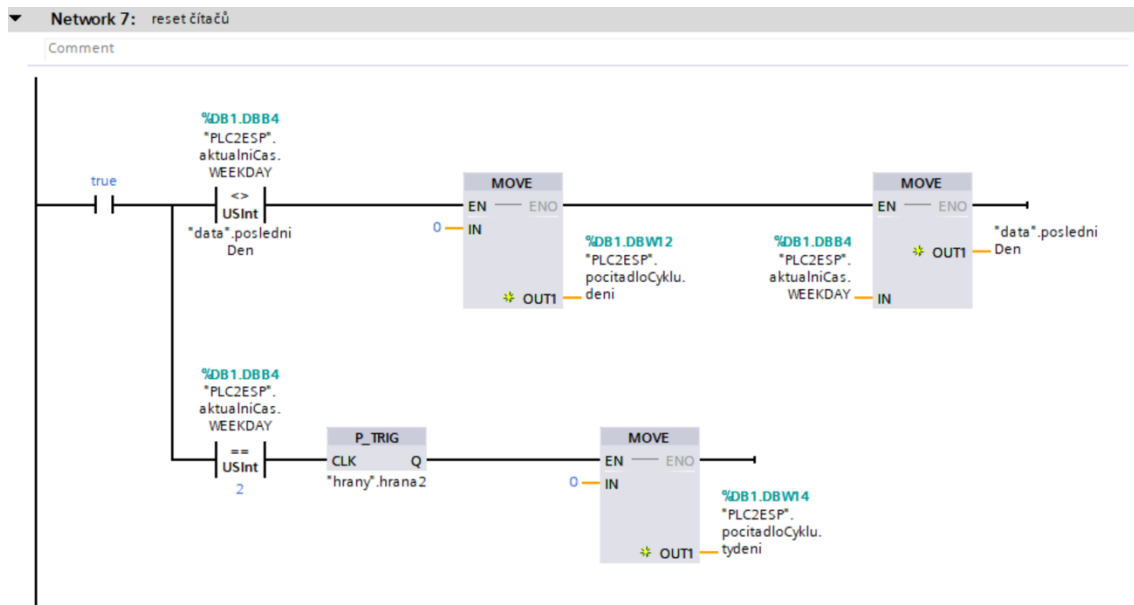 Network 7: reset čítačů
Comment
%DB1.DBB4
"PLC2ESP".
aktualniCas.
WEEKDAY
true
<>
USInt
"data".posledni
Den
MOVE
EN ENO
0 IN
OUT1
%DB1.DBW12
"PLC2ESP".
pocitadloCyklu.
deni
%DB1.DBB4
"PLC2ESP".
aktualniCas.
WEEKDAY
MOVE
EN ENO
OUT1
IN
"data".posledni
Den
%DB1.DBB4
"PLC2ESP".
aktualniCas.
WEEKDAY
==
USInt
2
P_TRIG
CLK Q
"hrany".hrana2
MOVE
EN ENO
0 IN
OUT1
%DB1.DBW14
"PLC2ESP".
pocitadloCyklu.
tydeni